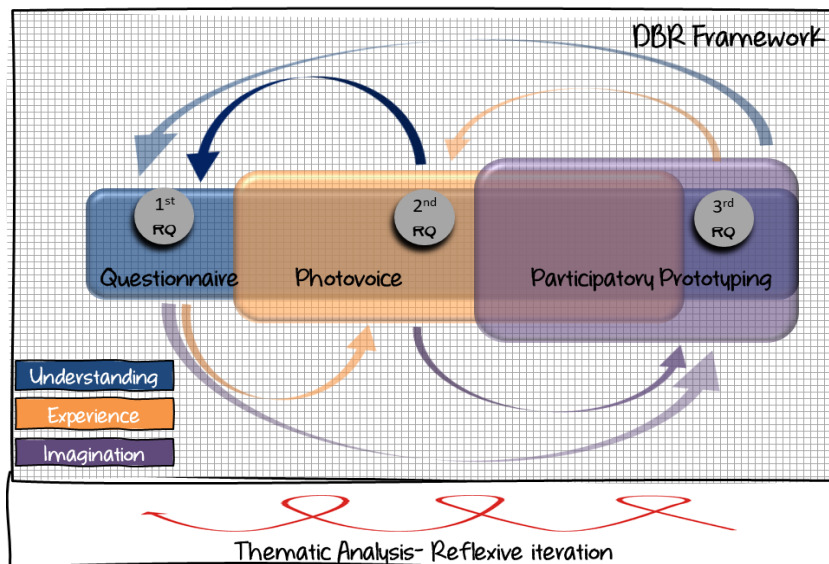 DBR Framework
1st
RQ
2nd
RQ
3rd
RQ
Questionnaire
Photovoice
Participatory Prototyping
Understanding
Experience
Imagination
Thematic Analysis- Reflexive iteration